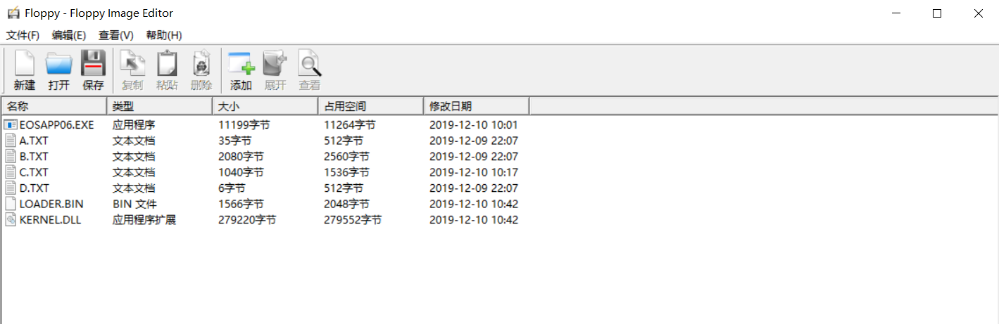 Floppy - Floppy Image Editor
文件(F) 编辑(E) 查看(V) 帮助(H)
新建 打开 保存 复制 粘贴 删除 添加 展开 查看
名称 类型 大小 占用空间 修改日期
EOSAPP06.EXE 应用程序 11199字节 11264字节 2019-12-10 10:01
A.TXT 文本文档 35字节 512字节 2019-12-09 22:07
B.TXT 文本文档 2080字节 2560字节 2019-12-09 22:07
C.TXT 文本文档 1040字节 1536字节 2019-12-10 10:17
D.TXT 文本文档 6字节 512字节 2019-12-09 22:07
LOADER.BIN BIN 文件 1566字节 2048字节 2019-12-10 10:42
KERNEL.DLL 应用程序扩展 279220字节 279552字节 2019-12-10 10:42